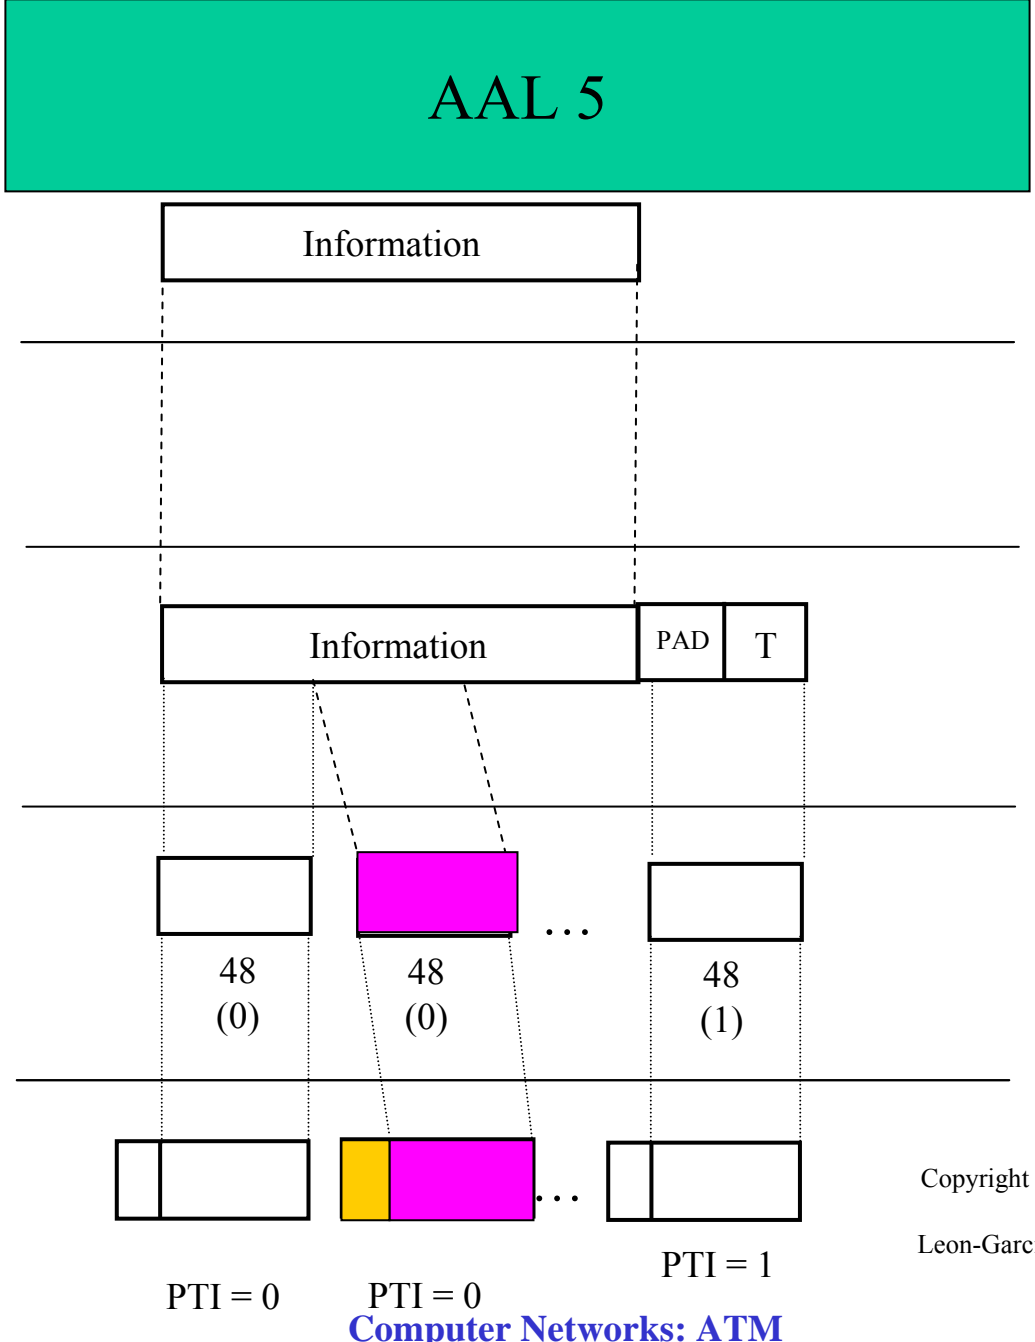 AAL 5
Information
Information
PAD
T
...
48
(0)
48
(0)
48
(1)
...
Copyright
Leon-Garc
PTI = 0
PTI = 0
PTI = 1
Computer Networks: ATM